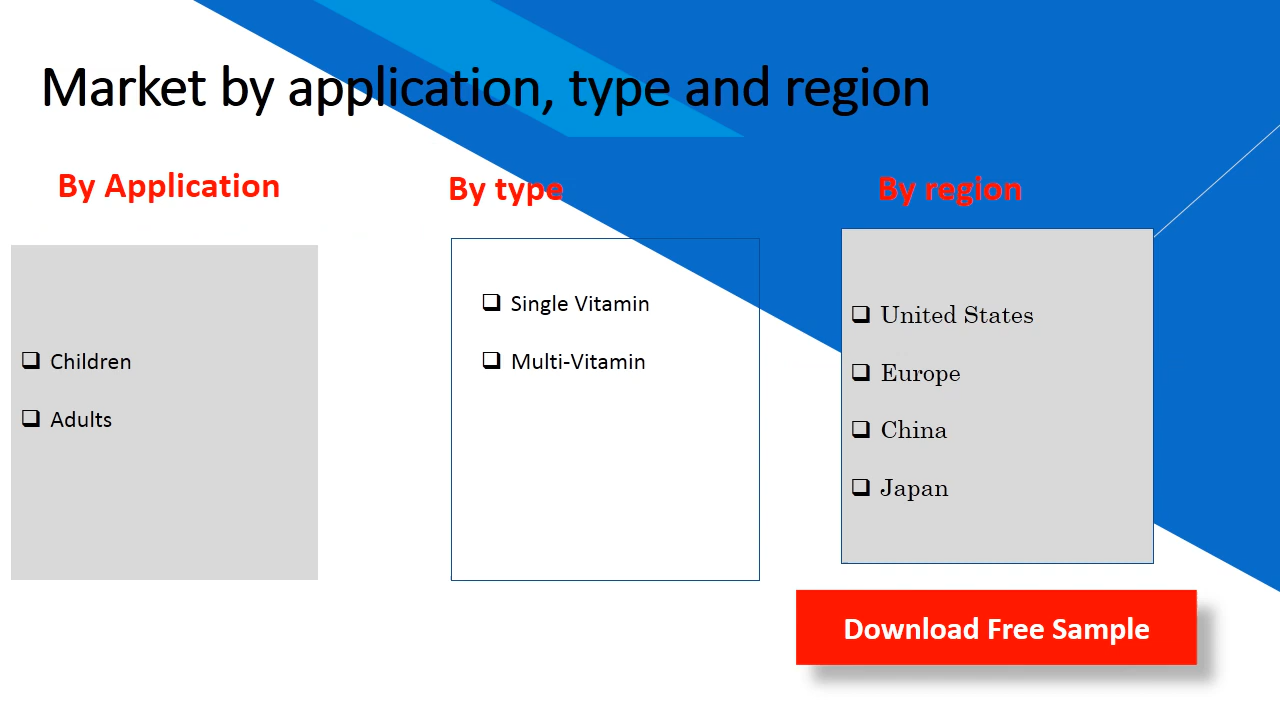 Market by application, type and region
By Application
Children
Adults
By type
Single Vitamin
Multi-Vitamin
By region
United States
Europe
China
Japan
Download Free Sample